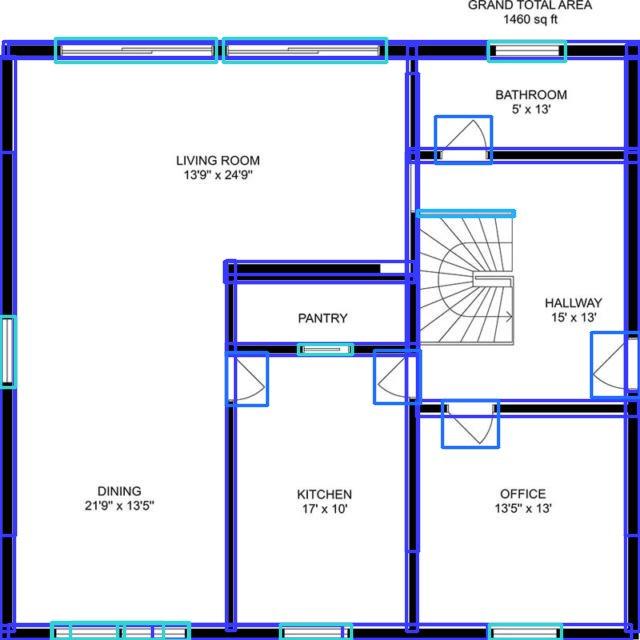 GRAND TOTAL AREA
1460 sq ft
BATHROOM
5' x 13'
LIVING ROOM
13'9" x 24'9"
HALLWAY
15' x 13'
PANTRY
DINING
21'9" x 13'5"
KITCHEN
17' x 10'
OFFICE
13'5" x 13'